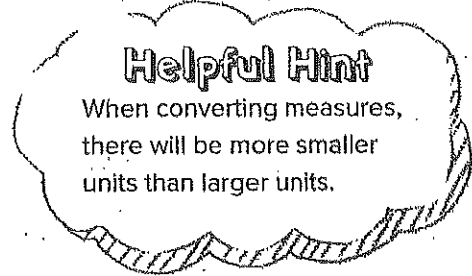 Helpful Hint
When converting measures,
there will be more smaller
units than larger units.